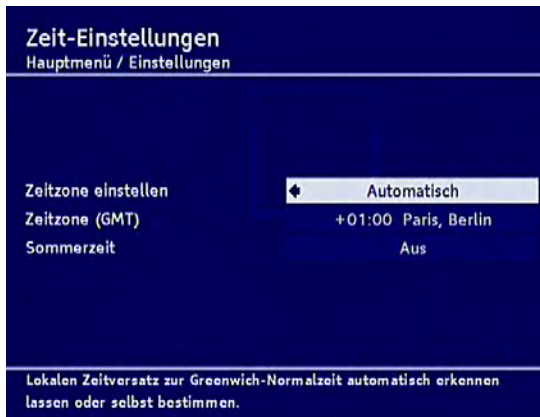 Zeit-Einstellungen
Hauptmenü / Einstellungen
Zeitzone einstellen Automatisch
Zeitzone (GMT) +01:00 Paris, Berlin
Sommerzeit Aus
Lokalen Zeitversatz zur Greenwich-Normalzeit automatisch erkennen
lassen oder selbst bestimmen.